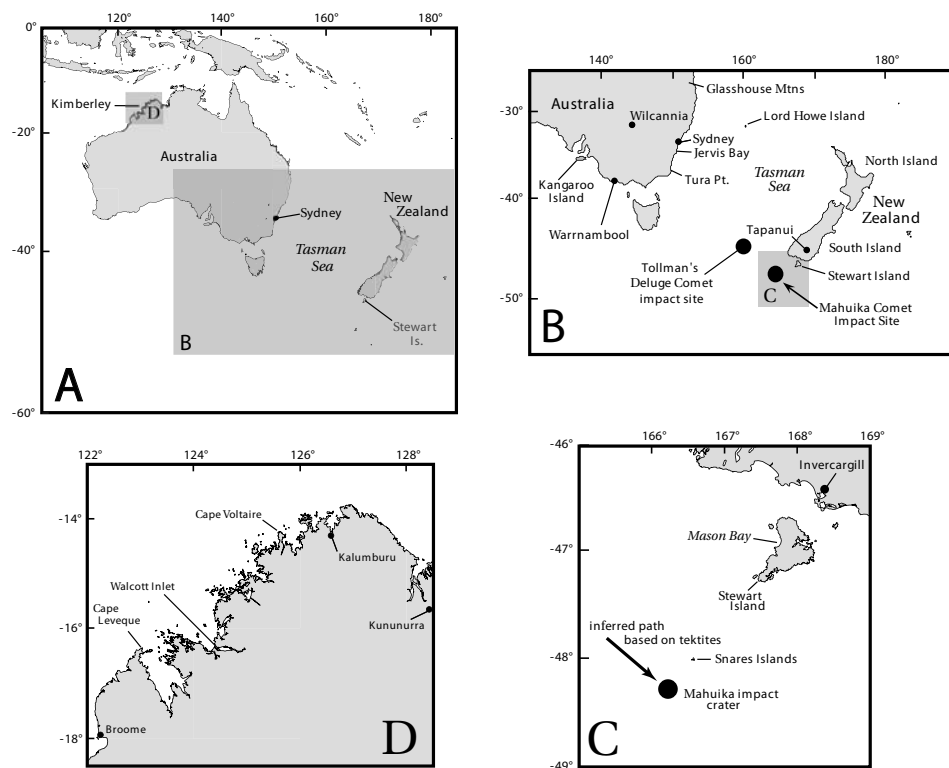 120°
140°
160°
180°
0°
-20°
-40°
-60°
Kimberley
D
Australia
Sydney
New
Zealand
Tasman
Sea
Stewart
Is.
B
A
140°
160°
180°
-30°
-40°
-50°
Australia
Glasshouse Mtns
Wilcannia
Lord Howe Island
Sydney
Jervis Bay
Tasman
Sea
North Island
Kangaroo
Island
Tura Pt.
New
Zealand
Warrnambool
Tapanui
South Island
Tollman's
Deluge Comet
impact site
Stewart Island
C
Mahuika Comet
Impact Site
B
122°
124°
126°
128°
-14°
-16°
-18°
Cape Voltaire
Kalumburu
Walcott Inlet
Cape
Leveque
Kununurra
Broome
D
166°
167°
168°
169°
-46°
-47°
-48°
-49°
Invercargill
Mason Bay
Stewart
Island
inferred path
based on tektites
Snares Islands
Mahuika impact
crater
C